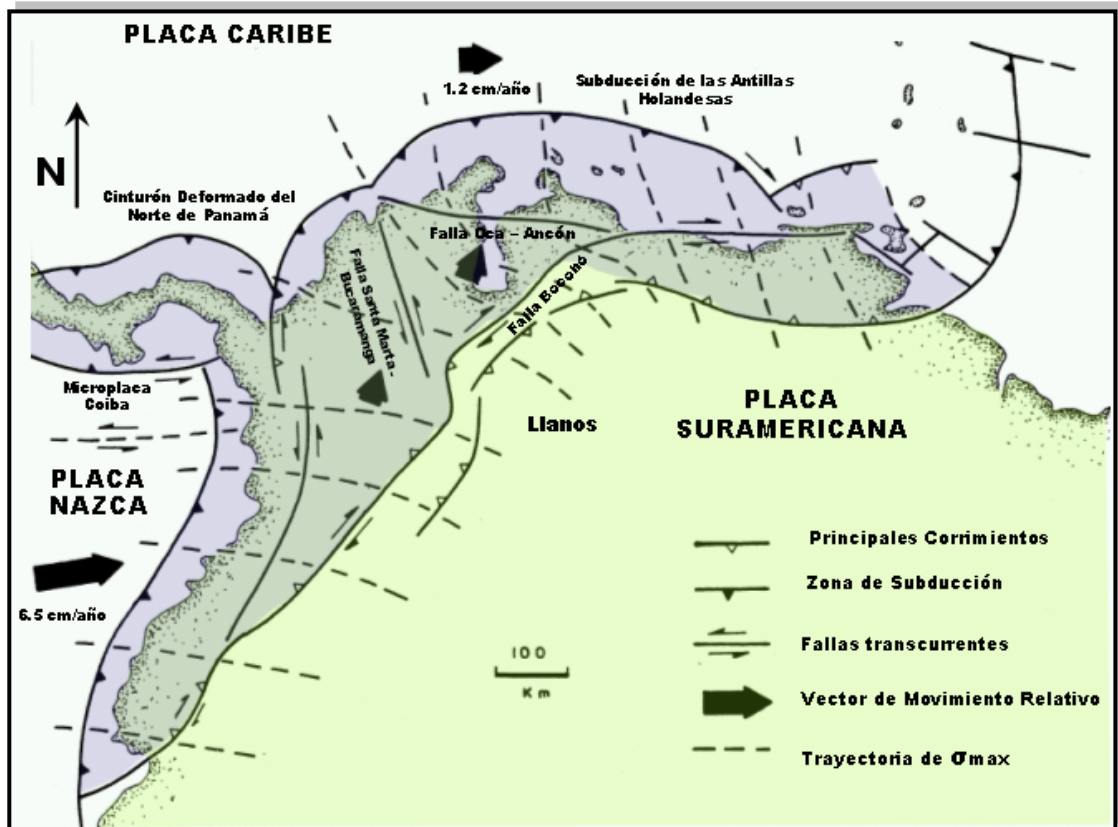 PLACA CARIBE
1.2 cm/año
Subducción de las Antillas
Holandesas
N
Cinturón Deformado del
Norte de Panamá
Falla Oca – Ancón
Falla Santa Marta-
Bucaramanga
Falla Boconó
Microplaca
Coiba
PLACA
NAZCA
Llanos
PLACA
SURAMERICANA
6.5 cm/año
100
Km
Principales Corrimientos
Zona de Subducción
Fallas transcurrentes
Vector de Movimiento Relativo
Trayectoria de σmax